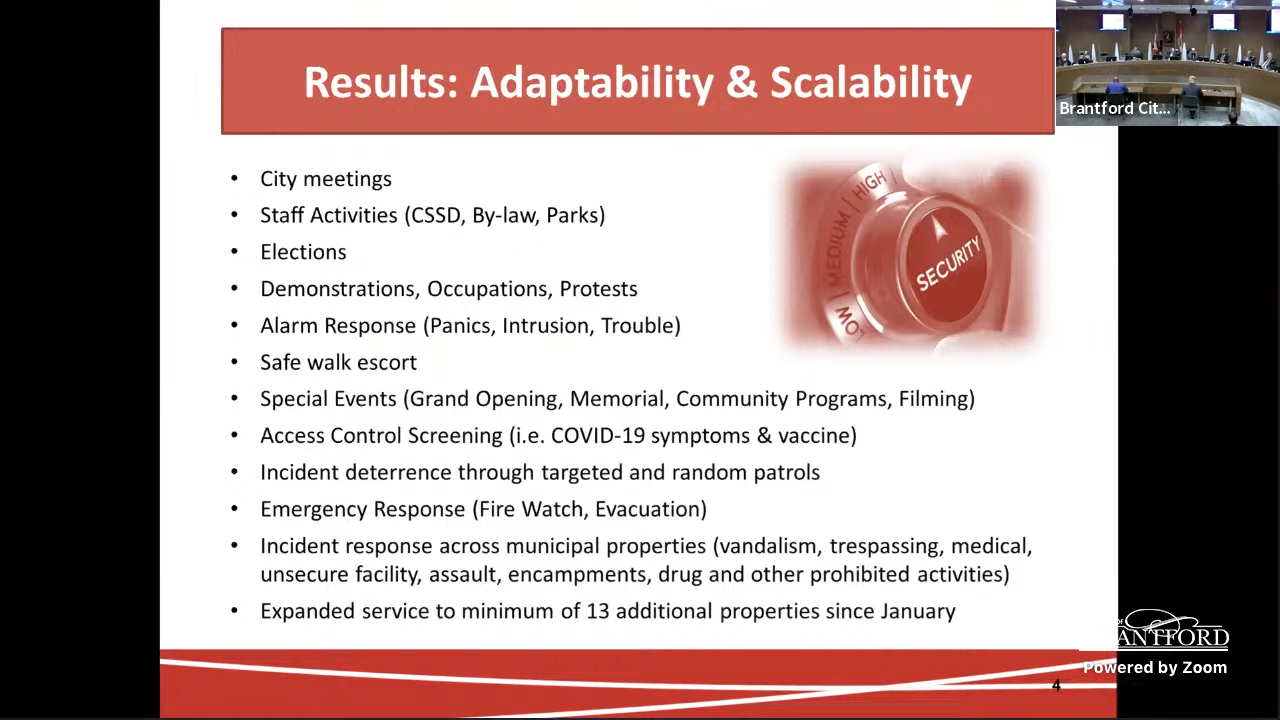 Results: Adaptability & Scalability
Brantford Cit...
• City meetings
• Staff Activities (CSSD, By-law, Parks)
• Elections
• Demonstrations, Occupations, Protests
• Alarm Response (Panics, Intrusion, Trouble)
• Safe walk escort
• Special Events (Grand Opening, Memorial, Community Programs, Filming)
• Access Control Screening (i.e. COVID-19 symptoms & vaccine)
• Incident deterrence through targeted and random patrols
• Emergency Response (Fire Watch, Evacuation)
• Incident response across municipal properties (vandalism, trespassing, medical,
unsecure facility, assault, encampments, drug and other prohibited activities)
• Expanded service to minimum of 13 additional properties since January
LOW | MEDIUM | HIGH
SECURITY
ANTFORD
Powered by Zoom
4